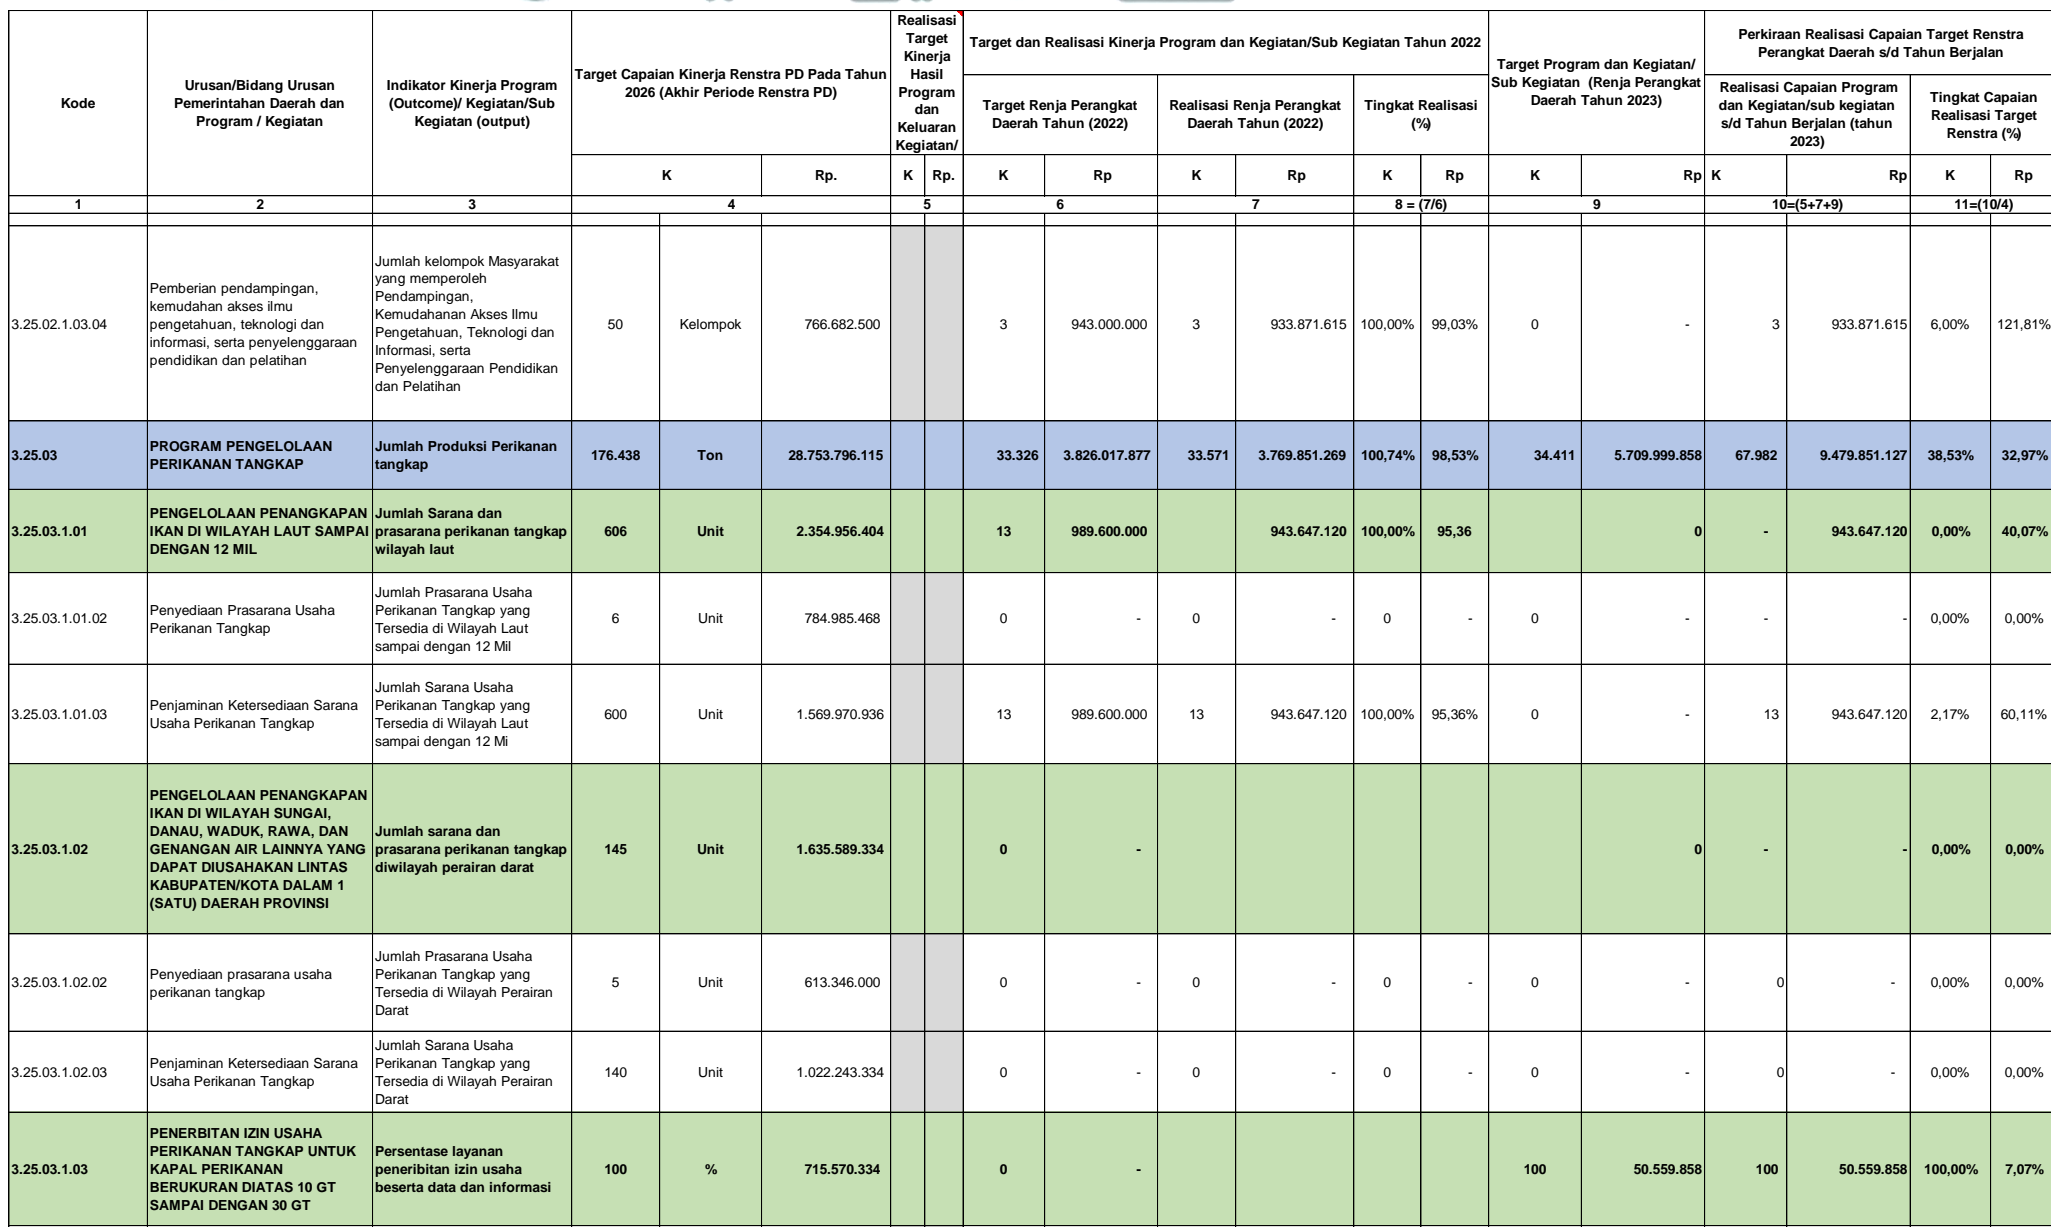 Kode
Urusan/Bidang Urusan
Pemerintahan Daerah dan
Program / Kegiatan
Indikator Kinerja Program
(Outcome)/ Kegiatan/Sub
Kegiatan (output)
Target Capaian Kinerja Renstra PD Pada Tahun
2026 (Akhir Periode Renstra PD)
Realisasi
Target
Kinerja
Hasil
Program
dan
Keluaran
Kegiatan/
Target dan Realisasi Kinerja Program dan Kegiatan/Sub Kegiatan Tahun 2022
Target Renja Perangkat
Daerah Tahun (2022)
Realisasi Renja Perangkat
Daerah Tahun (2022)
Tingkat Realisasi
(%)
Target Program dan Kegiatan/
Sub Kegiatan (Renja Perangkat
Daerah Tahun 2023)
Perkiraan Realisasi Capaian Target Renstra
Perangkat Daerah s/d Tahun Berjalan
Realisasi Capaian Program
dan Kegiatan/sub kegiatan
s/d Tahun Berjalan (tahun
2023)
Tingkat Capaian
Realisasi Target
Renstra (%)
K Rp. K Rp. K Rp K Rp K Rp K Rp K Rp K Rp
1 2 3 4 5 6 7 8 = (7/6) 9 10=(5+7+9) 11=(10/4)
3.25.02.1.03.04
Pemberian pendampingan,
kemudahan akses ilmu
pengetahuan, teknologi dan
informasi, serta penyelenggaraan
pendidikan dan pelatihan
Jumlah kelompok Masyarakat
yang memperoleh
Pendampingan,
Kemudahanan Akses Ilmu
Pengetahuan, Teknologi dan
Informasi, serta
Penyelenggaraan Pendidikan
dan Pelatihan
50 Kelompok 766.682.500 3 943.000.000 3 933.871.615 100,00% 99,03% 0 - 3 933.871.615 6,00% 121,81%
3.25.03
PROGRAM PENGELOLAAN
PERIKANAN TANGKAP
Jumlah Produksi Perikanan
tangkap
176.438 Ton 28.753.796.115 33.326 3.826.017.877 33.571 3.769.851.269 100,74% 98,53% 34.411 5.709.999.858 67.982 9.479.851.127 38,53% 32,97%
3.25.03.1.01
PENGELOLAAN PENANGKAPAN
IKAN DI WILAYAH LAUT SAMPAI
DENGAN 12 MIL
Jumlah Sarana dan
prasarana perikanan tangkap
wilayah laut
606 Unit 2.354.956.404 13 989.600.000 943.647.120 100,00% 95,36 0 - 943.647.120 0,00% 40,07%
3.25.03.1.01.02
Penyediaan Prasarana Usaha
Perikanan Tangkap
Jumlah Prasarana Usaha
Perikanan Tangkap yang
Tersedia di Wilayah Laut
sampai dengan 12 Mil
6 Unit 784.985.468 0 - 0 - 0 - 0 - - - 0,00% 0,00%
3.25.03.1.01.03
Penjaminan Ketersediaan Sarana
Usaha Perikanan Tangkap
Jumlah Sarana Usaha
Perikanan Tangkap yang
Tersedia di Wilayah Laut
sampai dengan 12 Mi
600 Unit 1.569.970.936 13 989.600.000 13 943.647.120 100,00% 95,36% 0 - 13 943.647.120 2,17% 60,11%
3.25.03.1.02
PENGELOLAAN PENANGKAPAN
IKAN DI WILAYAH SUNGAI,
DANAU, WADUK, RAWA, DAN
GENANGAN AIR LAINNYA YANG
DAPAT DIUSAHAKAN LINTAS
KABUPATEN/KOTA DALAM 1
(SATU) DAERAH PROVINSI
Jumlah sarana dan
prasarana perikanan tangkap
diwilayah perairan darat
145 Unit 1.635.589.334 0 - 0 - - 0,00% 0,00%
3.25.03.1.02.02
Penyediaan prasarana usaha
perikanan tangkap
Jumlah Prasarana Usaha
Perikanan Tangkap yang
Tersedia di Wilayah Perairan
Darat
5 Unit 613.346.000 0 - 0 - 0 - 0 - 0 - 0,00% 0,00%
3.25.03.1.02.03
Penjaminan Ketersediaan Sarana
Usaha Perikanan Tangkap
Jumlah Sarana Usaha
Perikanan Tangkap yang
Tersedia di Wilayah Perairan
Darat
140 Unit 1.022.243.334 0 - 0 - 0 - 0 - 0 - 0,00% 0,00%
3.25.03.1.03
PENERBITAN IZIN USAHA
PERIKANAN TANGKAP UNTUK
KAPAL PERIKANAN
BERUKURAN DIATAS 10 GT
SAMPAI DENGAN 30 GT
Persentase layanan
peneribitan izin usaha
beserta data dan informasi
100 % 715.570.334 0 - 100 50.559.858 100 50.559.858 100,00% 7,07%